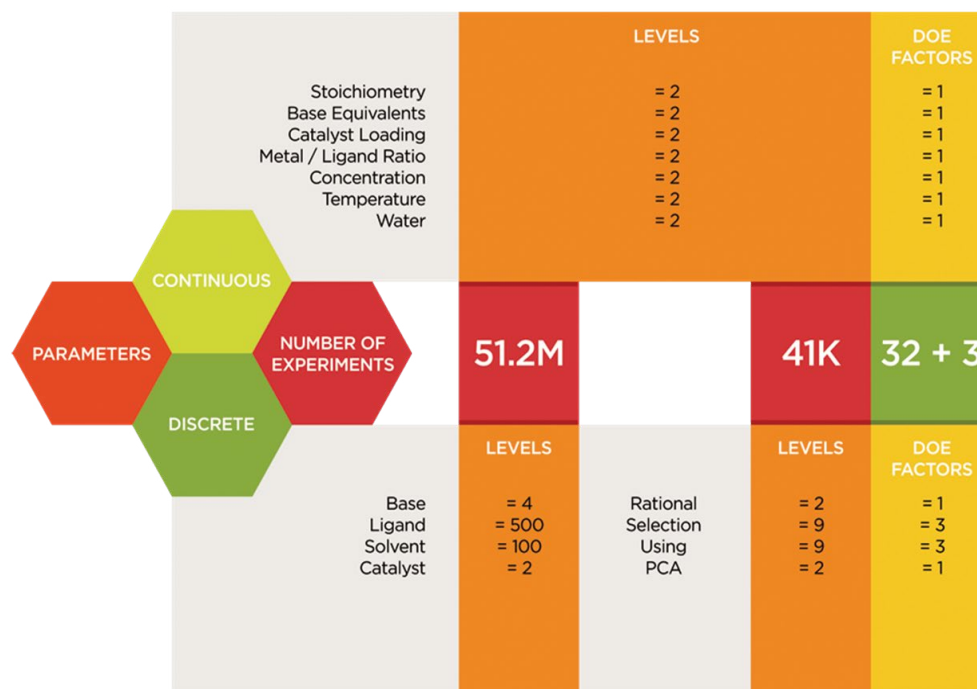 LEVELS
DOE
FACTORS
Stoichiometry = 2 = 1
Base Equivalents = 2 = 1
Catalyst Loading = 2 = 1
Metal / Ligand Ratio = 2 = 1
Concentration = 2 = 1
Temperature = 2 = 1
Water = 2 = 1
CONTINUOUS
PARAMETERS
NUMBER OF
EXPERIMENTS
51.2M
41K
32 + 3
DISCRETE
LEVELS
LEVELS
DOE
FACTORS
Base = 4 Rational = 2 = 1
Ligand = 500 Selection = 9 = 3
Solvent = 100 Using = 9 = 3
Catalyst = 2 PCA = 2 = 1